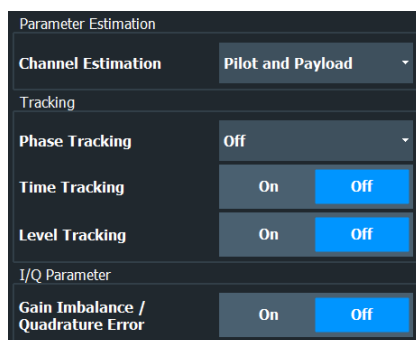 Parameter Estimation
Channel Estimation Pilot and Payload
Tracking
Phase Tracking Off
Time Tracking On Off
Level Tracking On Off
I/Q Parameter
Gain Imbalance /
Quadrature Error On Off